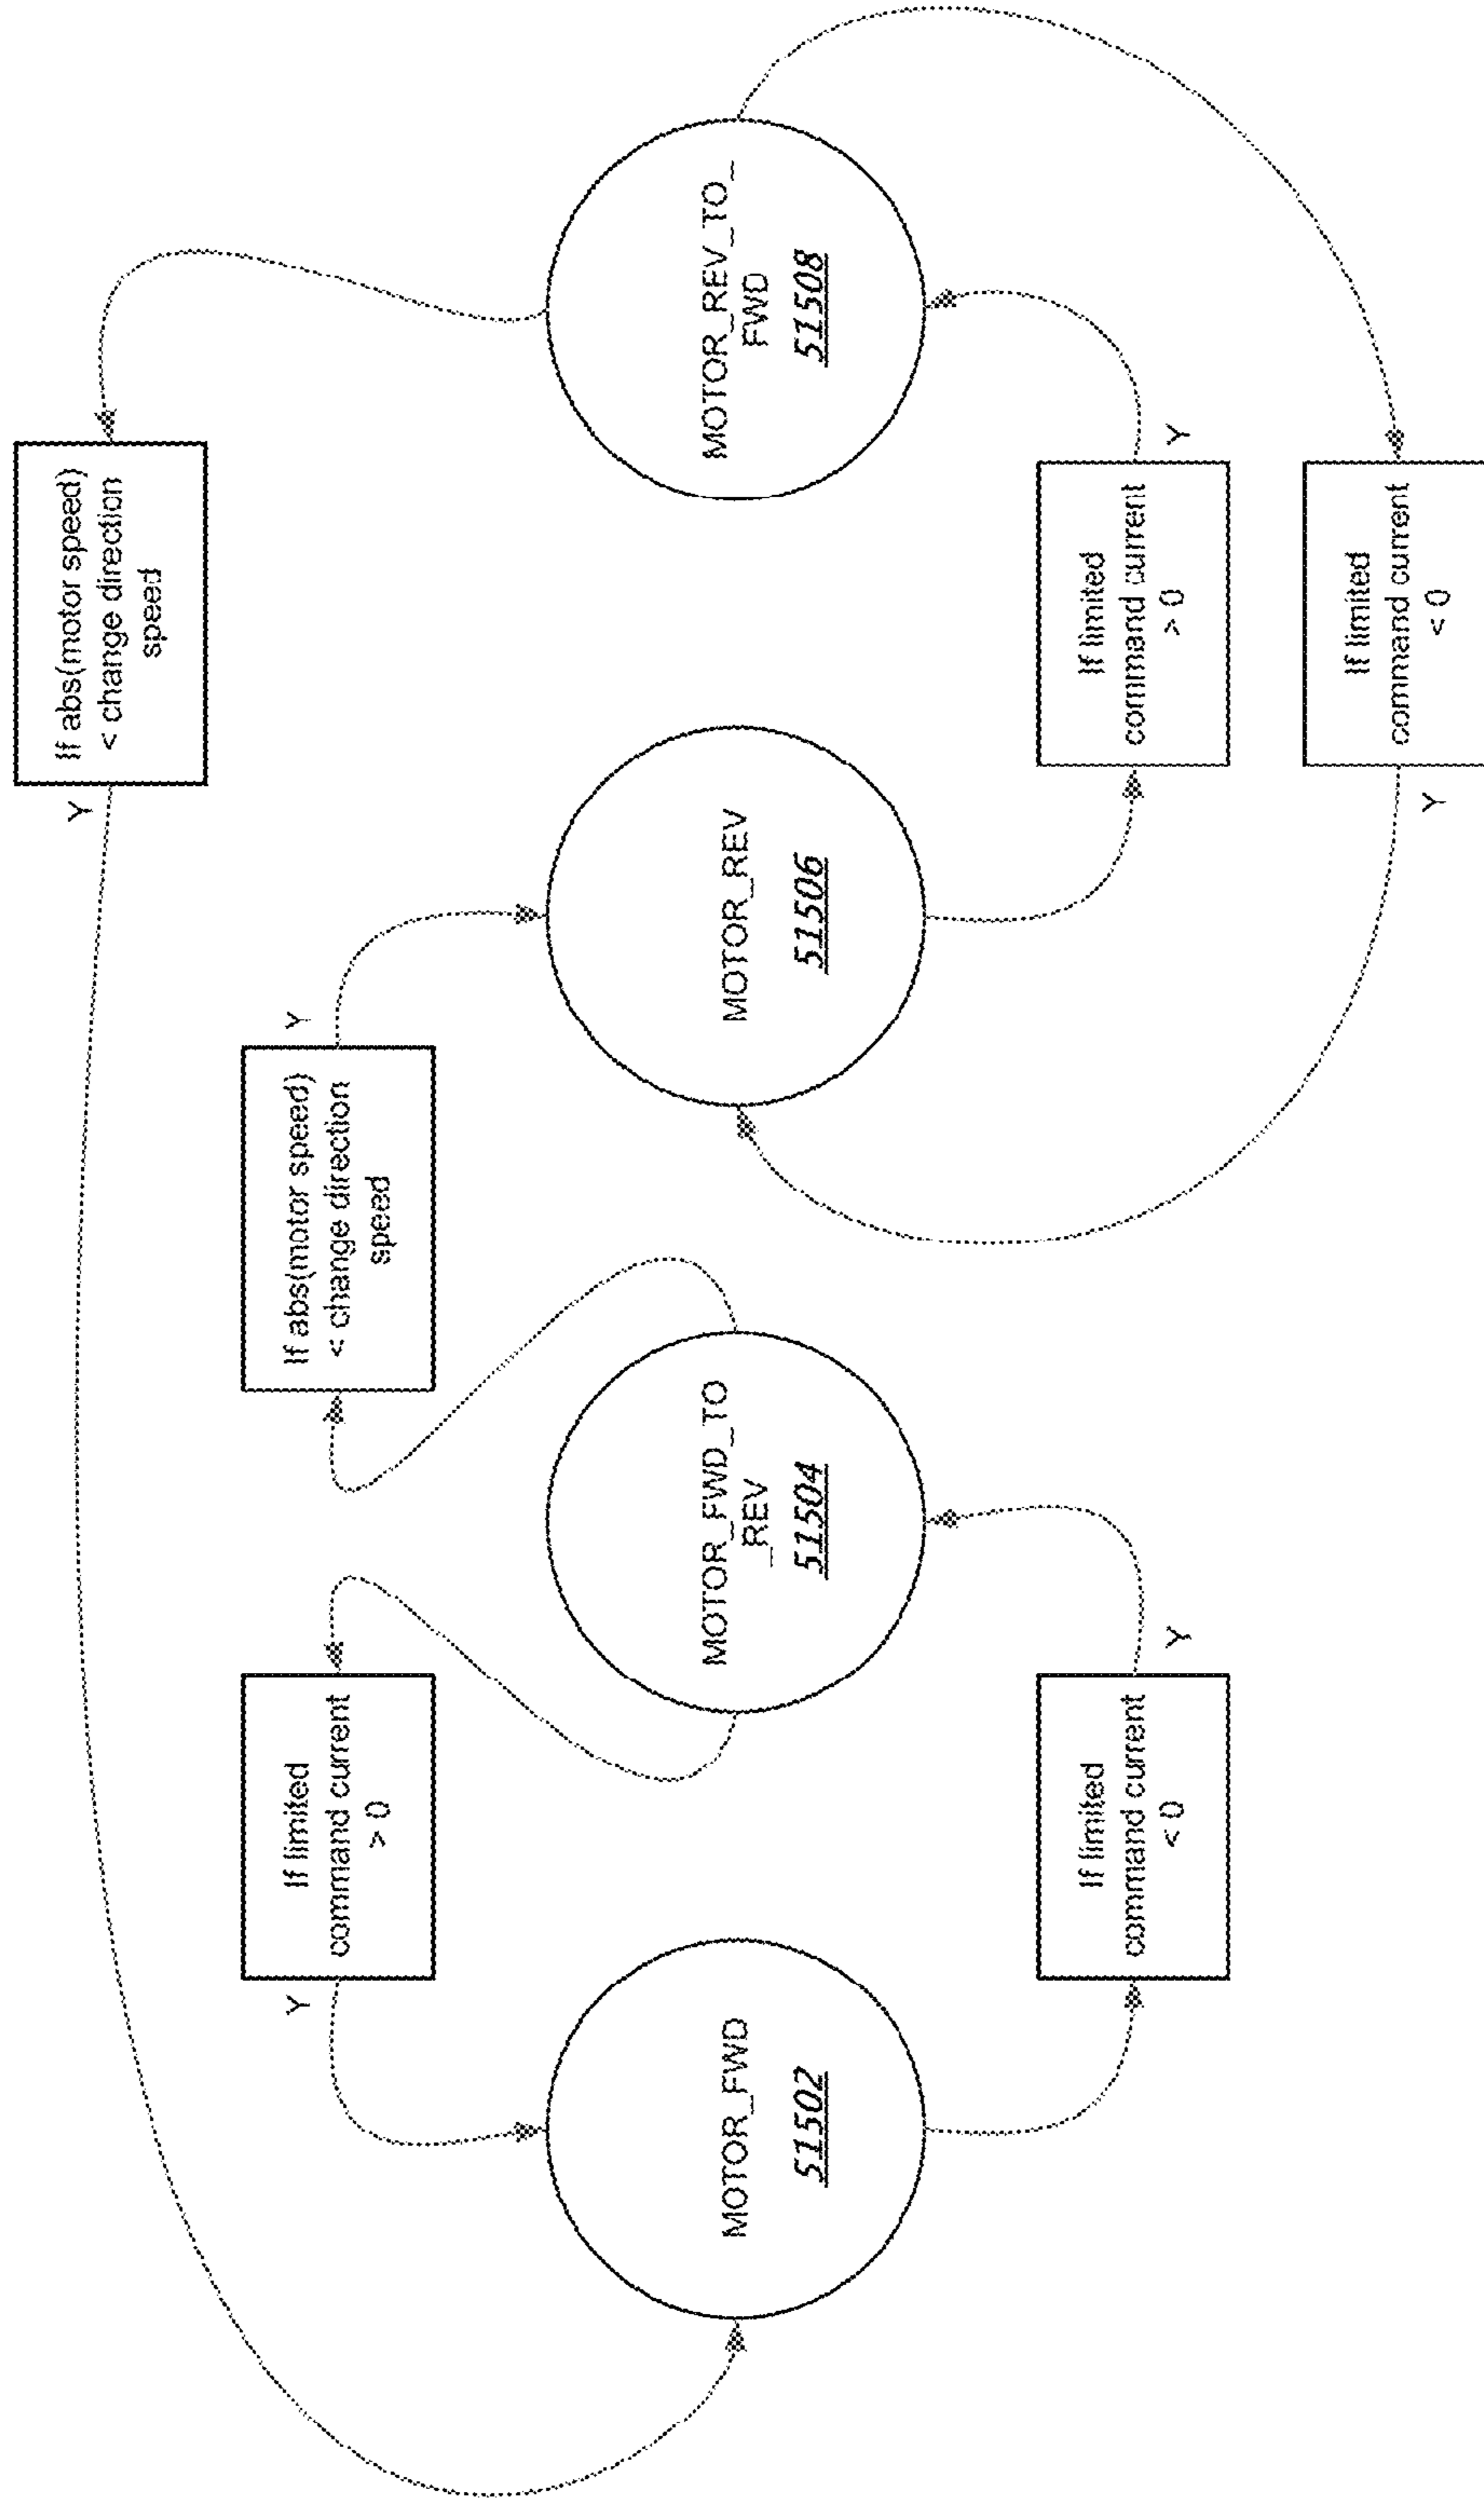 If abs(motor speed)
< change direction
speed
Y
If limited
command current
> 0
Y
If abs(motor speed)
< change direction
speed
Y
MOTOR_FWD
51502
MOTOR_FWD_TO
_REV
51504
MOTOR_REV
51506
MOTOR_REV_TO_
FWD
51508
If limited
command current
< 0
Y
If limited
command current
> 0
Y
If limited
command current
< 0
Y